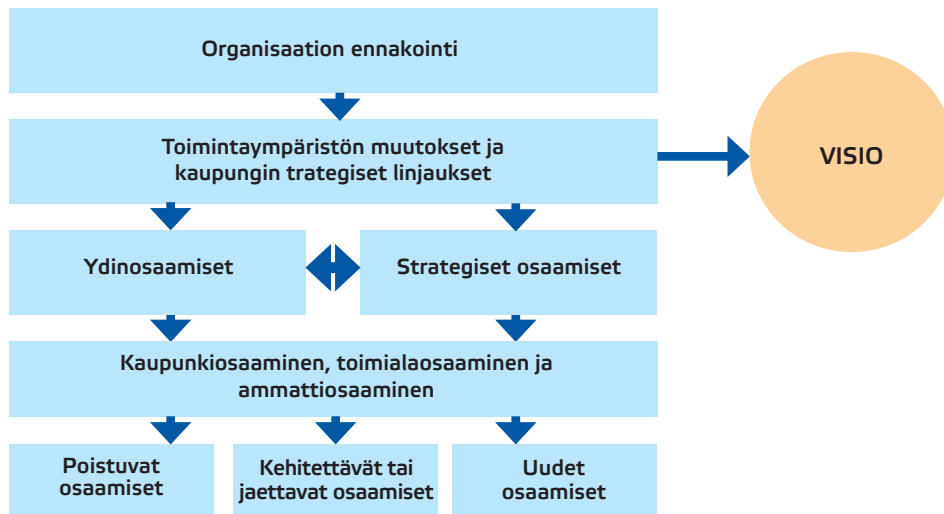 Organisaation ennakointi
Toimintaympäristön muutokset ja
kaupungin trategiset linjaukset
VISIO
Ydinosaamiset
Strategiset osaamiset
Kaupunkiosaaminen, toimialaosaaminen ja
ammattiosaaminen
Poistuvat
osaamiset
Kehitettävät tai
jaettavat osaamiset
Uudet
osaamiset